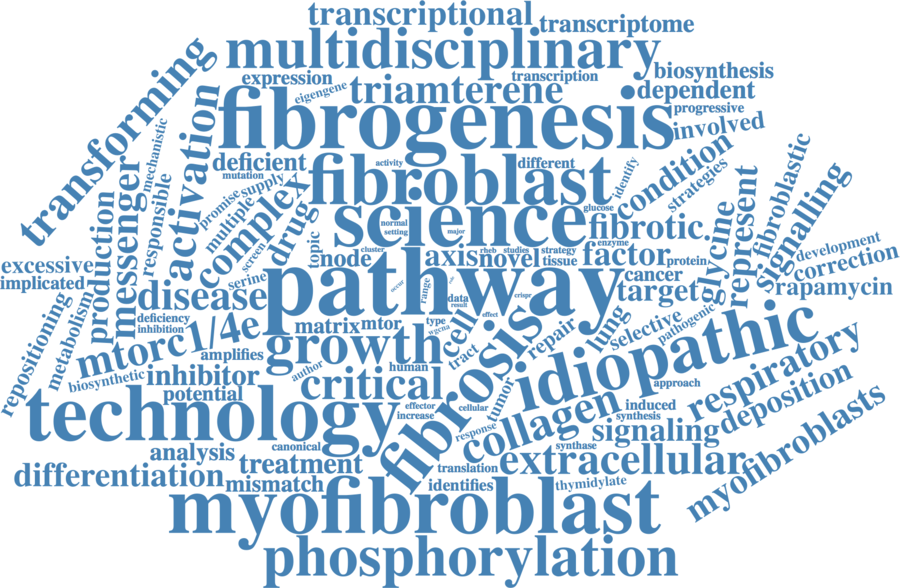 transcriptional
transcriptome
multidisciplinary
biosynthesis
expression
transcription
eigengene
triamterene
dependent
transforming
fibrogenesis
progressive
involved
activation
mechanistic
deficient
activity
different
identify
condition
strategies
fibroblastic
mutation
fibroblast
promise
supply
multiple
complex
glucose
science
normal
setting
major
fibrotic
signalling
messenger
production
responsible
drug
topic
screen
node
cluster
axis
novel
rheb
studies
strategy
tissue
enzyme
factor
protein
glycine
represent
development
correction
excessive
implicated
serine
cancer
target
rapamycin
disease
pathway
occur
range
data
result
crispr
effect
repositioning
metabolism
deficiency
inhibition
mtorc1/4e
matrix
mtor
type
wgcna
cell
tract
repair
lung
selective
pathogenic
idiopathic
amplifies
growth
human
author
biosynthetic
inhibitor
potential
critical
fibrosis
approach
respiratory
technology
effector
increase
cellular
tumor
collagen
induced
synthesis
deposition
response
signaling
canonical
analysis
synthase
differentiation
treatment
mismatch
translation
extracellular
identifies
thymidylate
myofibroblasts
myofibroblast
phosphorylation